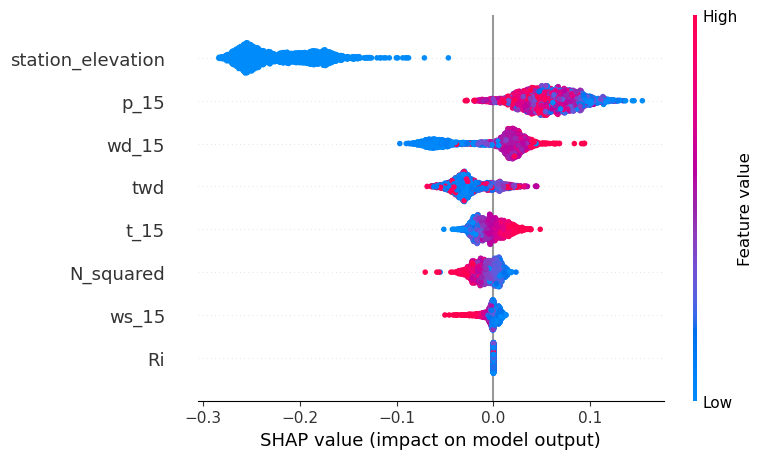 High
station_elevation
p_15
wd_15
twd
t_15
N_squared
ws_15
Ri
Feature value
Low
−0.3 −0.2 −0.1 0.0 0.1
SHAP value (impact on model output)